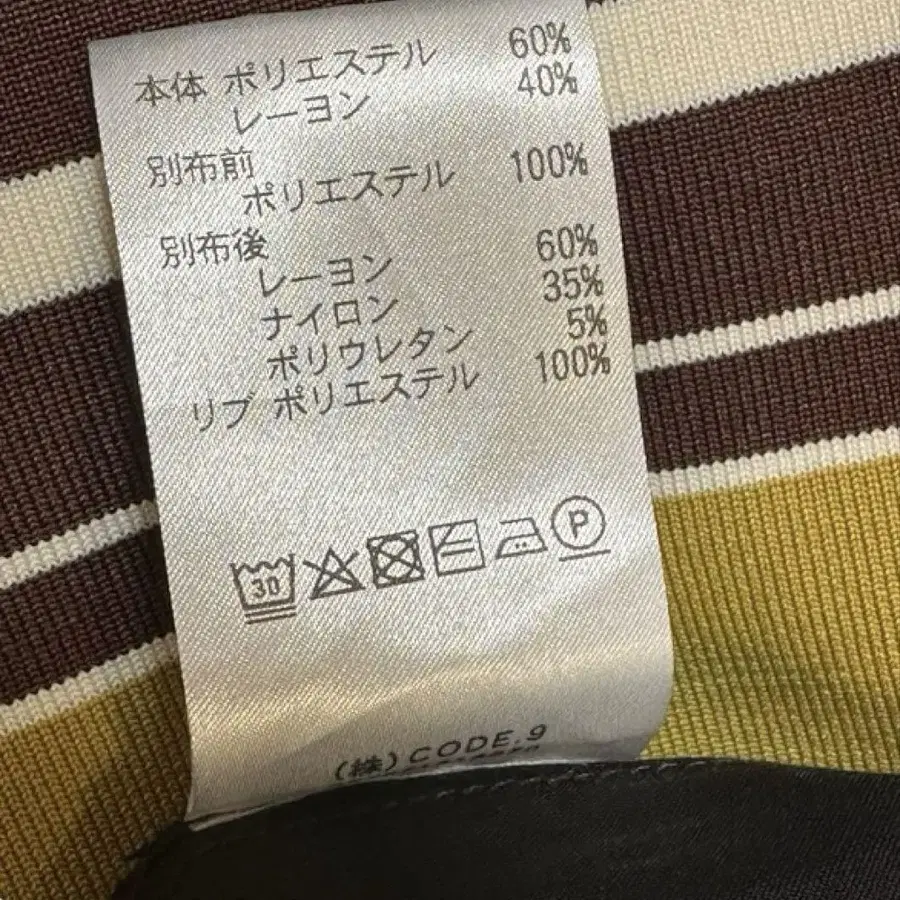 本体 ポリエステル 60%
レーヨン 40%
別布前
ポリエステル 100%
別布後
レーヨン 60%
ナイロン 35%
ポリウレタン 5%
リブ ポリエステル 100%
30
P
(株)CODE.9